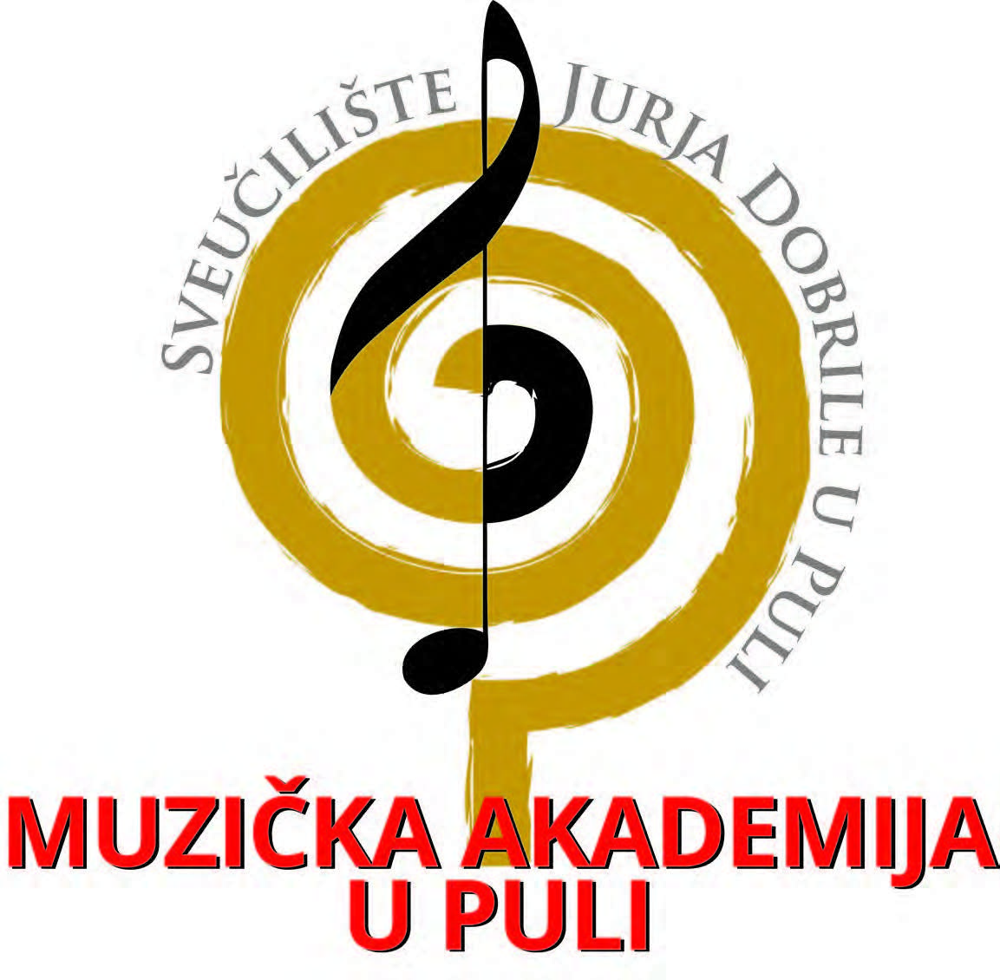 SVEUČILIŠTE JURJA DOBRILE U PULI
MUZIČKA AKADEMIJA
U PULI